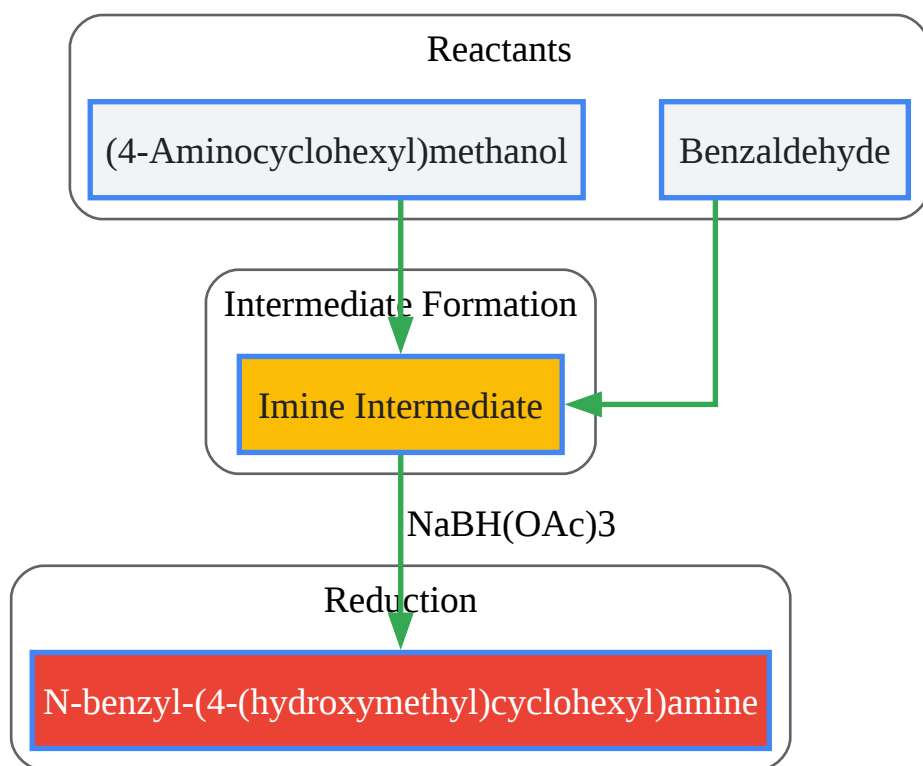 Reactants
(4-Aminocyclohexyl)methanol
Benzaldehyde
Intermediate Formation
Imine Intermediate
NaBH(OAc)3
Reduction
N-benzyl-(4-(hydroxymethyl)cyclohexyl)amine